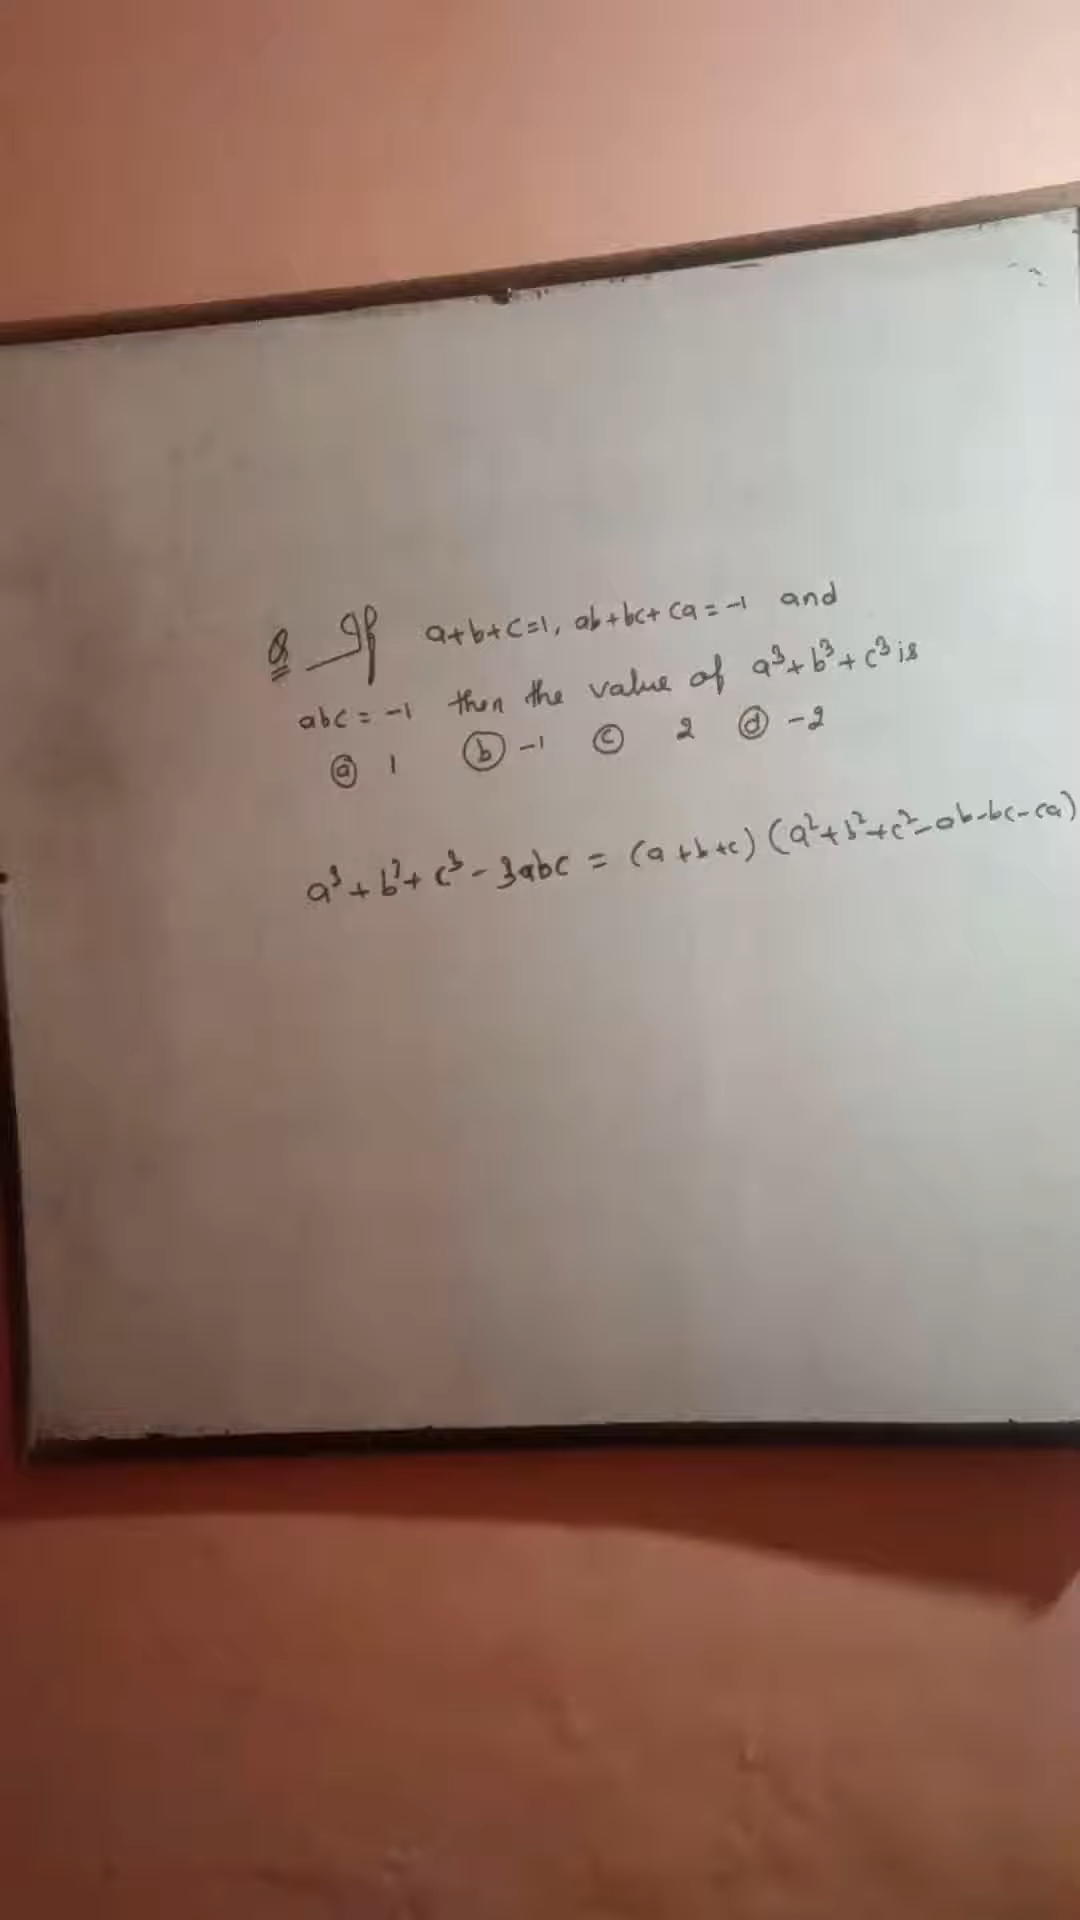 Q If a+b+c=1, ab+bc+ca=-1 and
abc=-1 then the value of a³+b³+c³ is
ⓐ 1 ⓑ -1 ⓒ 2 ⓓ -2
a³+b³+c³-3abc = (a+b+c) (a²+b²+c²-ab-bc-ca)